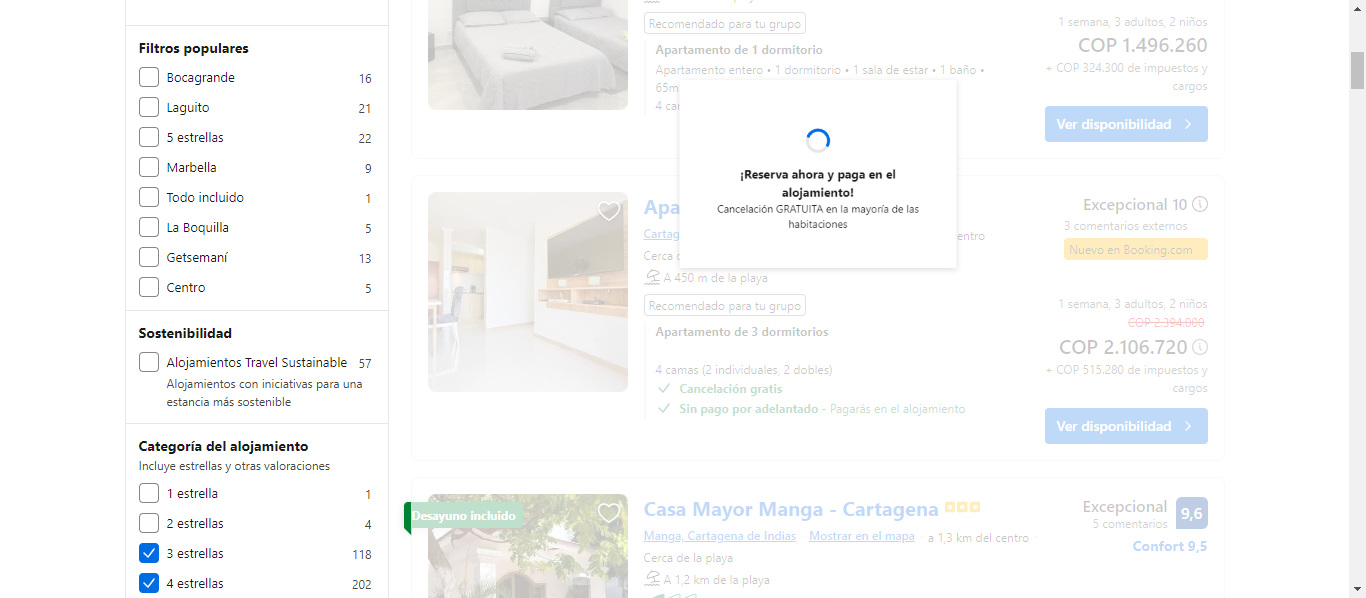 Filtros populares
Bocagrande 16
Laguito 21
5 estrellas 22
Marbella 9
Todo incluido 1
La Boquilla 5
Getsemaní 13
Centro 5
Sostenibilidad
Alojamientos Travel Sustainable 57
Alojamientos con iniciativas para una
estancia más sostenible
Categoría del alojamiento
Incluye estrellas y otras valoraciones
1 estrella 1
2 estrellas 4
3 estrellas 118
4 estrellas 202
Recomendado para tu grupo
Apartamento de 1 dormitorio
Apartamento entero • 1 dormitorio • 1 sala de estar • 1 baño •
65m
4 ca
1 semana, 3 adultos, 2 niños
COP 1.496.260
+ COP 324.300 de impuestos y
cargos
Ver disponibilidad
¡Reserva ahora y paga en el
alojamiento!
Cancelación GRATUITA en la mayoría de las
habitaciones
Apa
Cartag
entro
Cerca
A 450 m de la playa
Recomendado para tu grupo
Apartamento de 3 dormitorios
4 camas (2 individuales, 2 dobles)
Cancelación gratis
Sin pago por adelantado - Pagarás en el alojamiento
Excepcional 10
3 comentarios externos
Nuevo en Booking.com
1 semana, 3 adultos, 2 niños
COP 2.394.000
COP 2.106.720
+ COP 515.280 de impuestos y
cargos
Ver disponibilidad
Desayuno incluido
Casa Mayor Manga - Cartagena
Manga, Cartagena de Indias Mostrar en el mapa a 1,3 km del centro
Cerca de la playa
A 1,2 km de la playa
Excepcional 9,6
5 comentarios
Confort 9,5